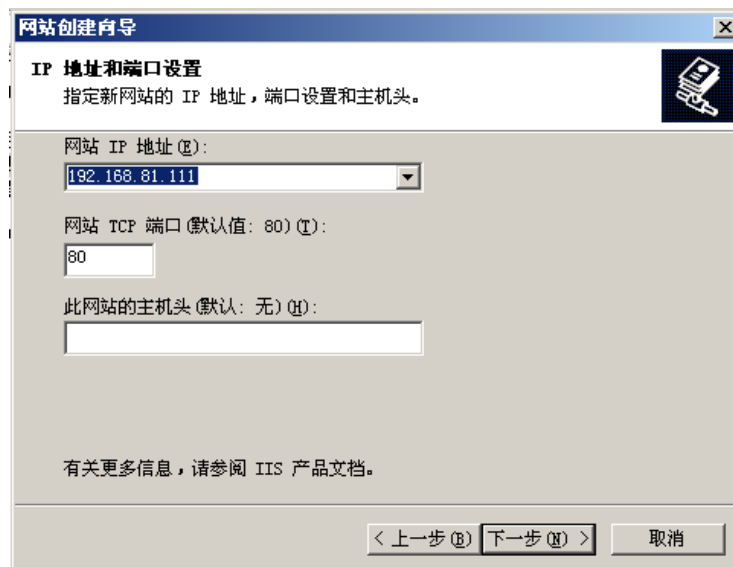 网站创建向导
IP 地址和端口设置
指定新网站的 IP 地址，端口设置和主机头。
网站 IP 地址(E):
192.168.81.111
网站 TCP 端口(默认值: 80)(T):
80
此网站的主机头(默认: 无)(H):
有关更多信息，请参阅 IIS 产品文档。
< 上一步(B) 下一步(N) > 取消